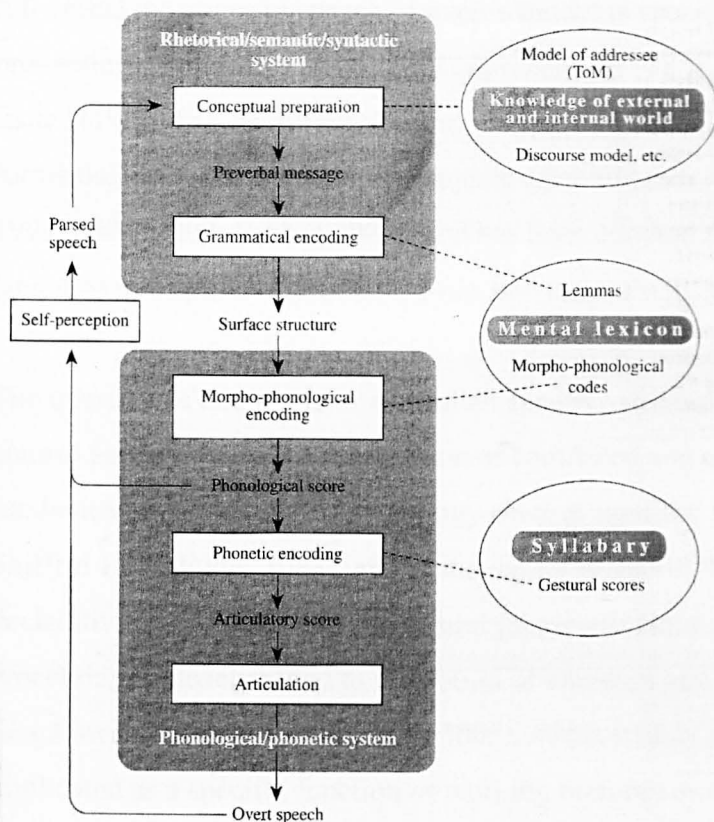 Rhetorical/semantic/syntactic
system
Conceptual preparation
Preverbal message
Grammatical encoding
Surface structure
Morpho-phonological
encoding
Phonological score
Phonetic encoding
Articulatory score
Articulation
Phonological/phonetic system
Overt speech
Parsed
speech
Self-perception
Model of addressee
(ToM)
Knowledge of external
and internal world
Discourse model, etc.
Lemmas
Mental lexicon
Morpho-phonological
codes
Syllabary
Gestural scores